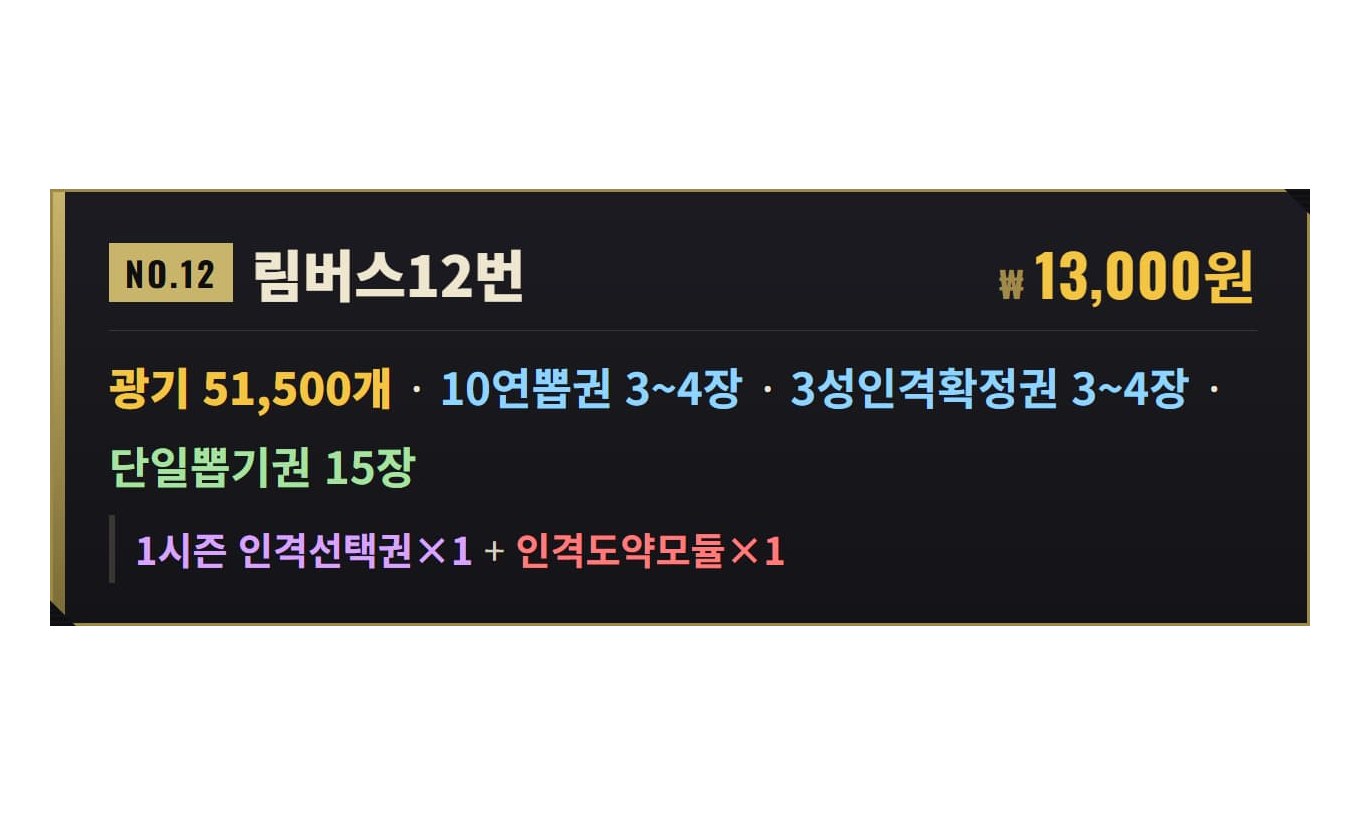 NO.12 림버스12번 ₩ 13,000원
광기 51,500개 · 10연뽑권 3~4장 · 3성인격확정권 3~4장 ·
단일뽑기권 15장
1시즌 인격선택권×1 + 인격도약모듈×1